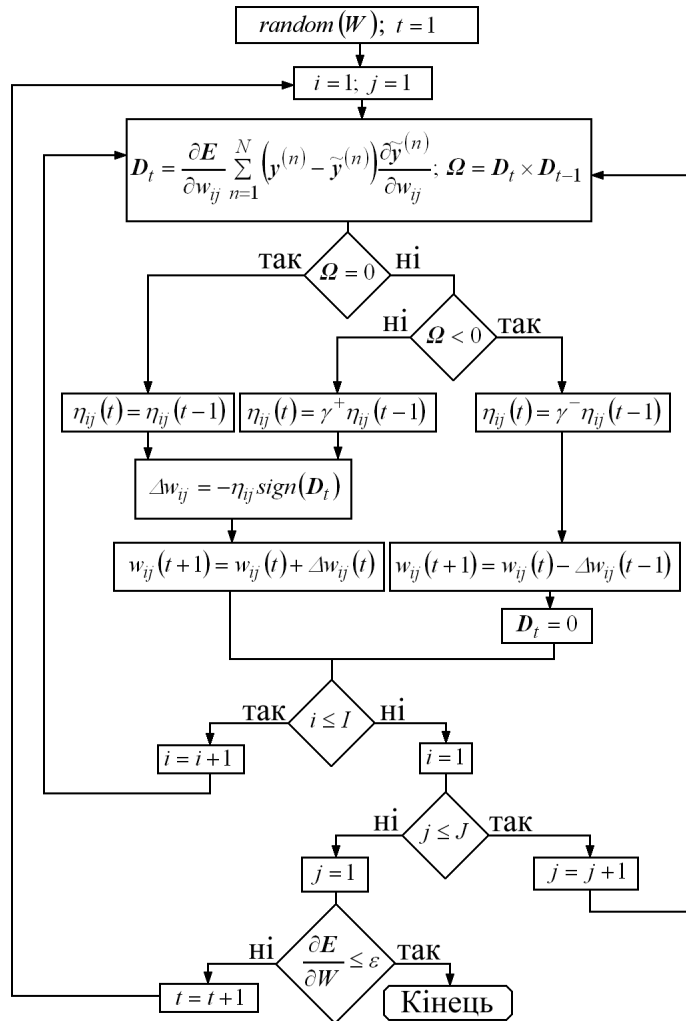 random(W); t=1
i=1; j=1
D_t = ∂E/∂w_ij ∑_{n=1}^{N} (y^(n) − ỹ^(n)) ∂ỹ^(n)/∂w_ij; Ω = D_t × D_{t−1}
так Ω=0 ні
ні Ω<0 так
η_ij(t)=η_ij(t−1) η_ij(t)=γ⁺η_ij(t−1) η_ij(t)=γ⁻η_ij(t−1)
Δw_ij = −η_ij sign(D_t)
w_ij(t+1)=w_ij(t)+Δw_ij(t) w_ij(t+1)=w_ij(t)−Δw_ij(t−1)
D_t=0
так i≤I ні
i=i+1 i=1
ні j≤J так
j=1 j=j+1
ні ∂E/∂W ≤ε так
t=t+1 Кінець